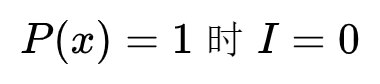 P(x) = 1 时 I = 0